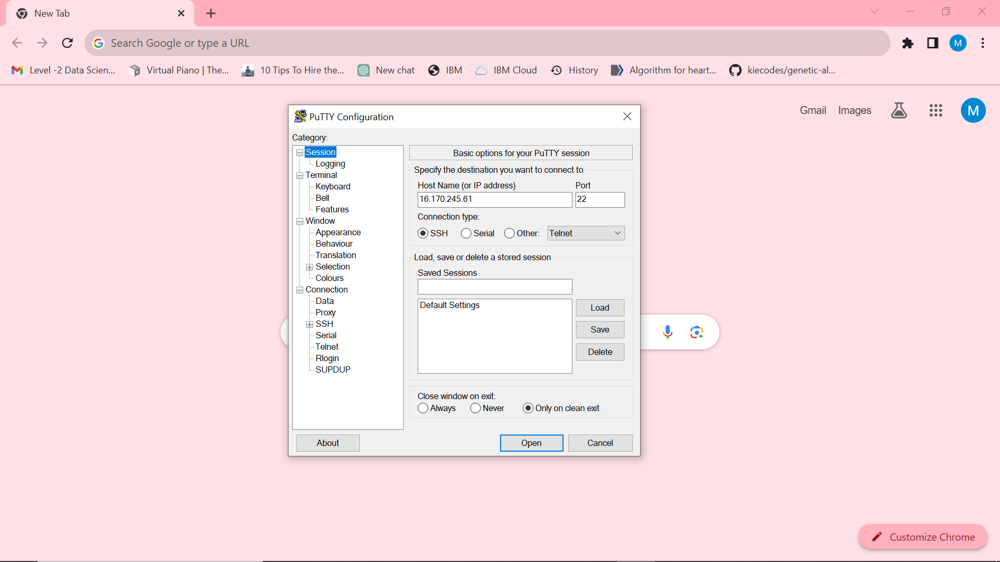 New Tab
Search Google or type a URL
M
Level -2 Data Scien...
Virtual Piano | The...
10 Tips To Hire the...
New chat
IBM
IBM Cloud
History
Algorithm for heart...
kiecodes/genetic-al...
Gmail
Images
M
PuTTY Configuration
Category:
Session
Logging
Terminal
Keyboard
Bell
Features
Window
Appearance
Behaviour
Translation
Selection
Colours
Connection
Data
Proxy
SSH
Serial
Telnet
Rlogin
SUPDUP
Basic options for your PuTTY session
Specify the destination you want to connect to
Host Name (or IP address)
Port
16.170.245.61
22
Connection type:
SSH
Serial
Other:
Telnet
Load, save or delete a stored session
Saved Sessions
Default Settings
Load
Save
Delete
Close window on exit:
Always
Never
Only on clean exit
About
Open
Cancel
Customize Chrome